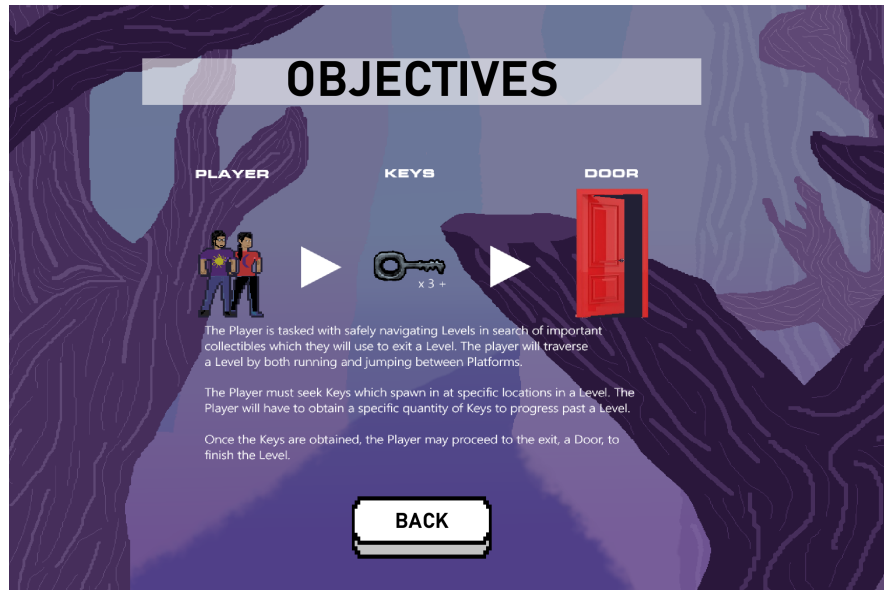 OBJECTIVES
PLAYER
KEYS
DOOR
x 3 +
The Player is tasked with safely navigating Levels in search of important
collectibles which they will use to exit a Level. The player will traverse
a Level by both running and jumping between Platforms.
The Player must seek Keys which spawn in at specific locations in a Level. The
Player will have to obtain a specific quantity of Keys to progress past a Level.
Once the Keys are obtained, the Player may proceed to the exit, a Door, to
finish the Level.
BACK